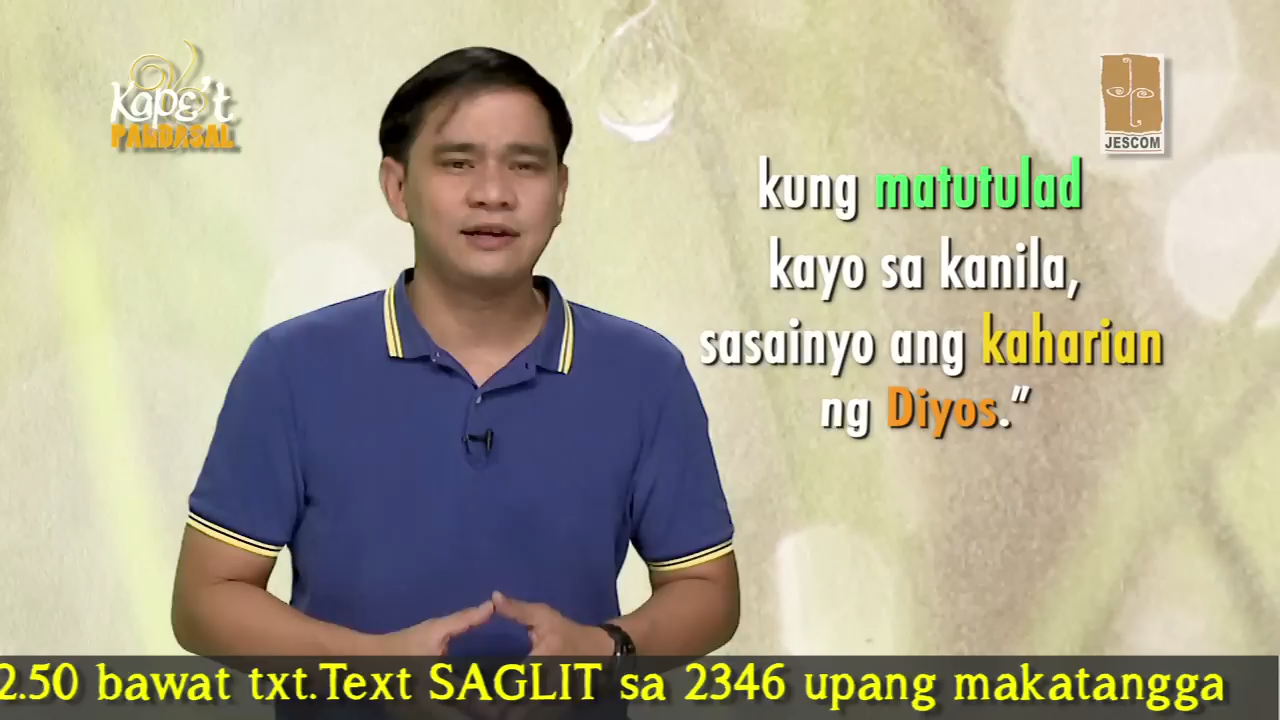 Kape't
PANDASAL
JESCOM
kung matutulad
kayo sa kanila,
sasainyo ang kaharian
ng Diyos.”
2.50 bawat txt.Text SAGLIT sa 2346 upang makatangga